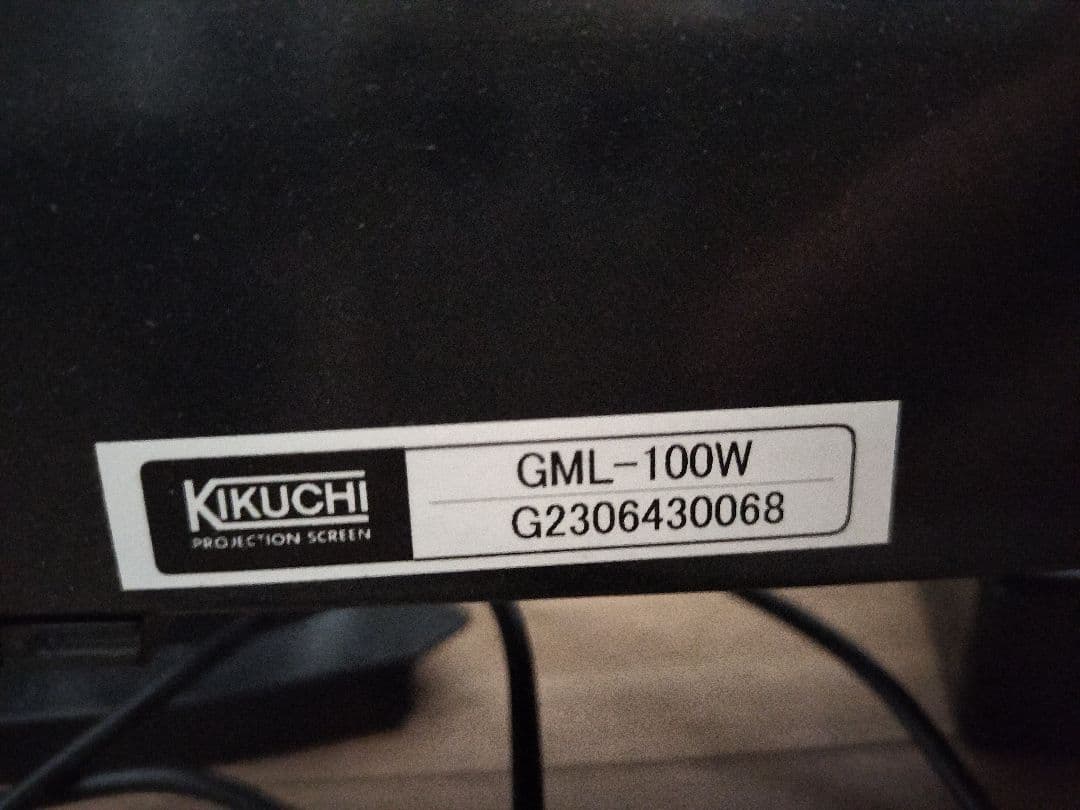 KIKUCHI
PROJECTION SCREEN
GML-100W
G2306430068